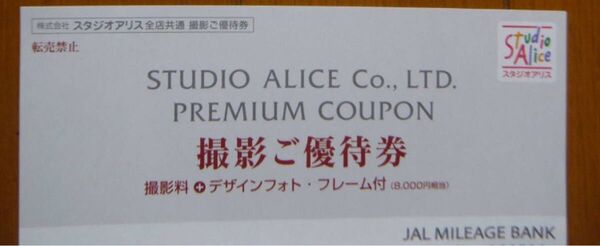 株式会社 スタジオアリス全店共通 撮影ご優待券
転売禁止
Studio
Alice
スタジオアリス
STUDIO ALICE Co., LTD.
PREMIUM COUPON
撮影ご優待券
撮影料+デザインフォト・フレーム付(8,000円相当)
JAL MILEAGE BANK